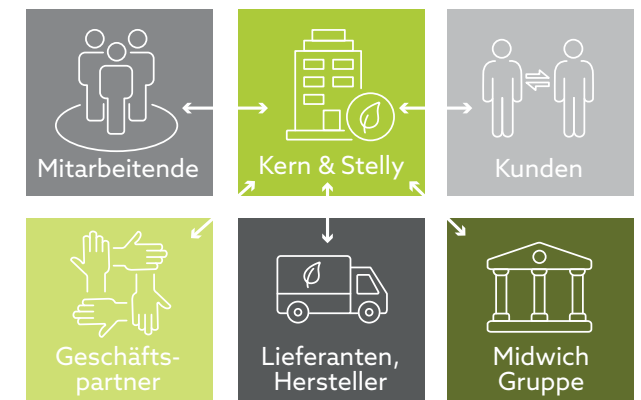 Mitarbeitende
Kern & Stelly
Kunden
Geschäfts-
partner
Lieferanten,
Hersteller
Midwich
Gruppe